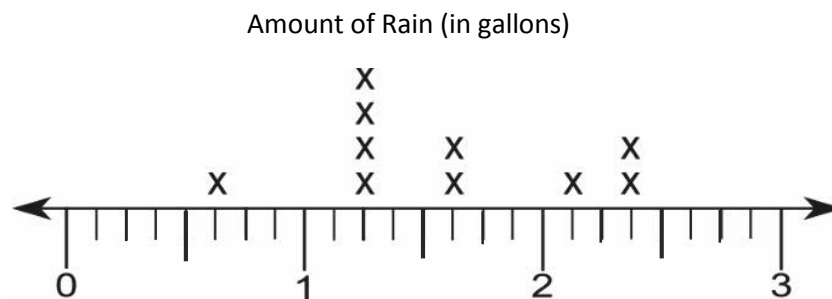 Amount of Rain (in gallons)
X
X
X X X
X X X X X
0 1 2 3